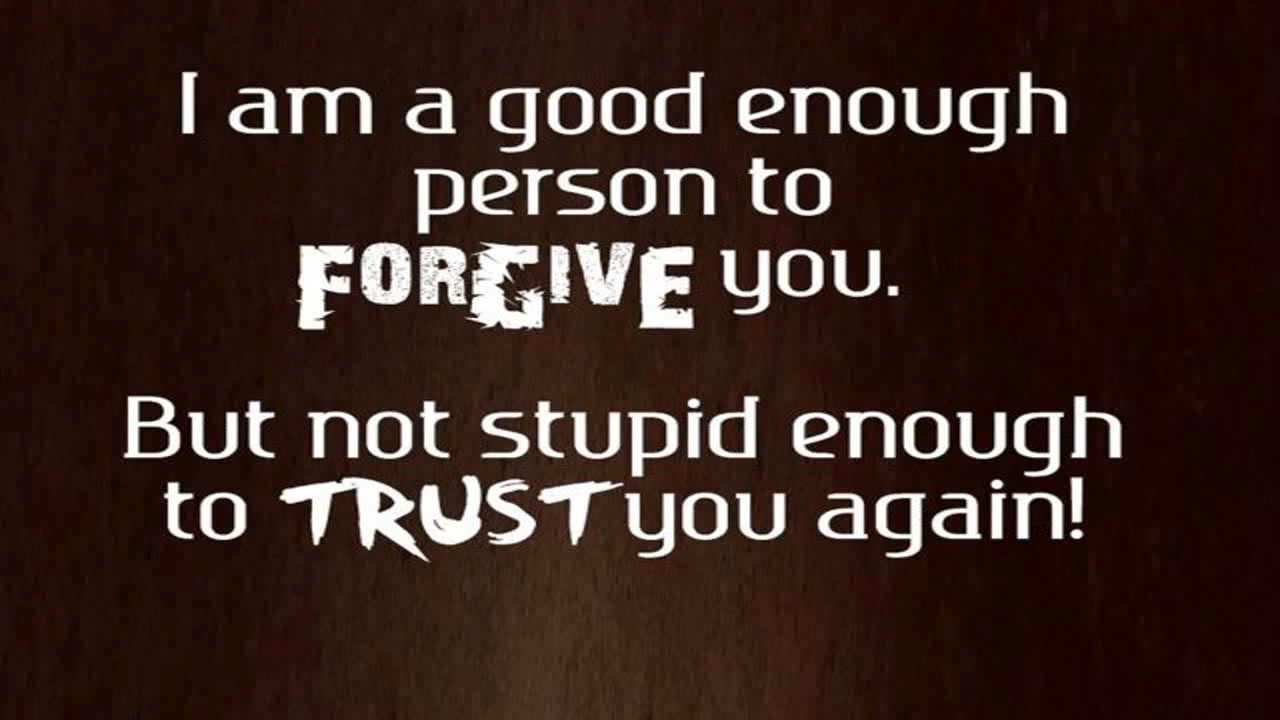 I am a good enough
person to
FORGIVE you.
But not stupid enough
to TRUST you again!